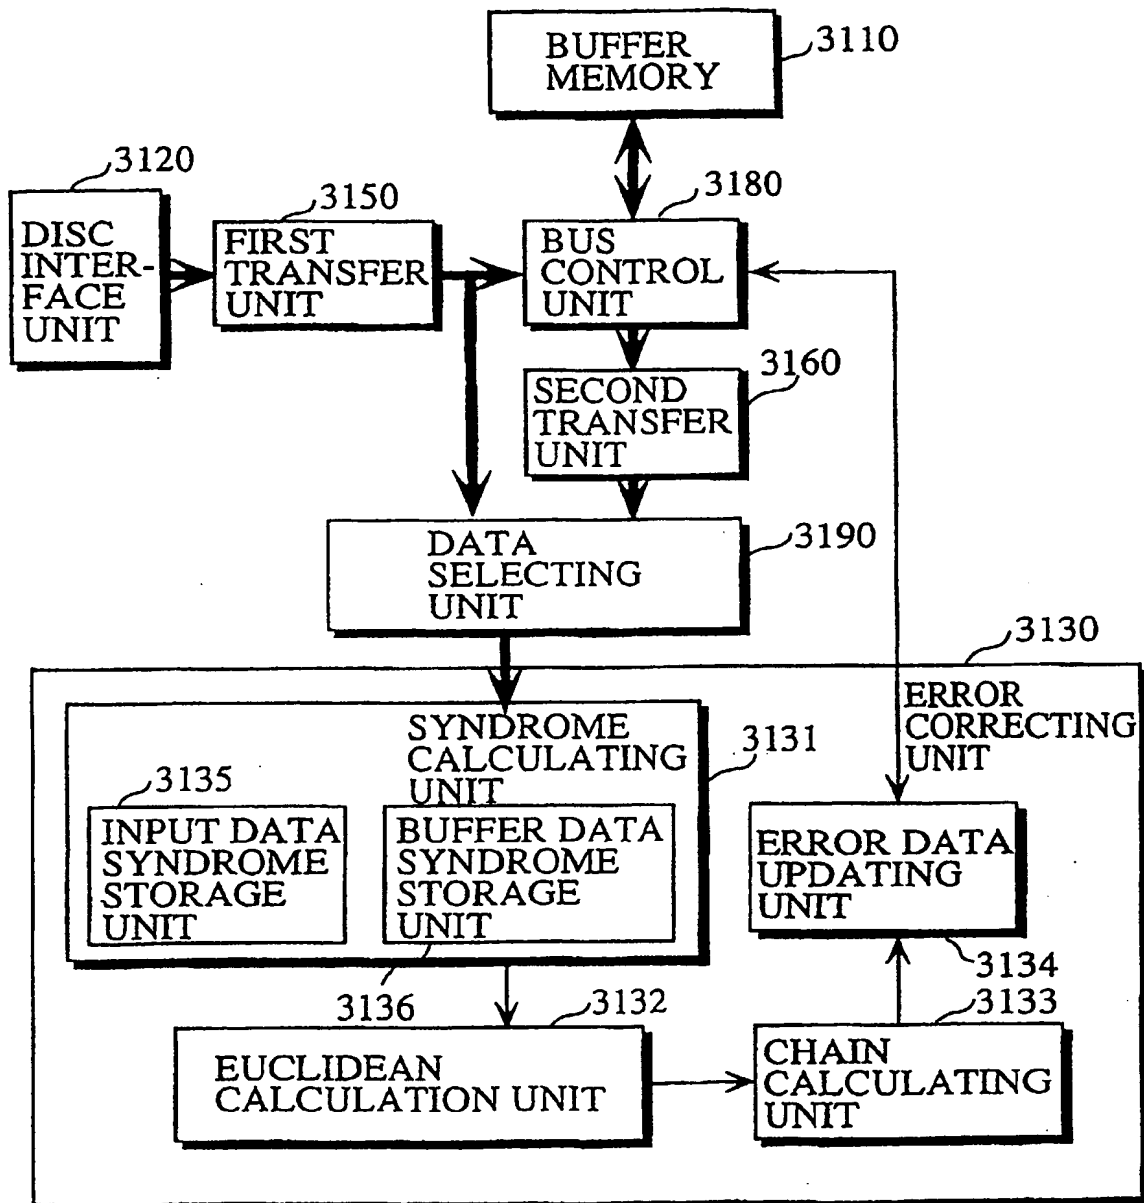 BUFFER
MEMORY
3110
3120
DISC
INTER-
FACE
UNIT
3150
FIRST
TRANSFER
UNIT
3180
BUS
CONTROL
UNIT
3160
SECOND
TRANSFER
UNIT
3190
DATA
SELECTING
UNIT
3130
ERROR
CORRECTING
UNIT
SYNDROME
CALCULATING
UNIT
3131
3135
INPUT DATA
SYNDROME
STORAGE
UNIT
BUFFER DATA
SYNDROME
STORAGE
UNIT
3136
ERROR DATA
UPDATING
UNIT
3134
3132
EUCLIDEAN
CALCULATION UNIT
3133
CHAIN
CALCULATING
UNIT